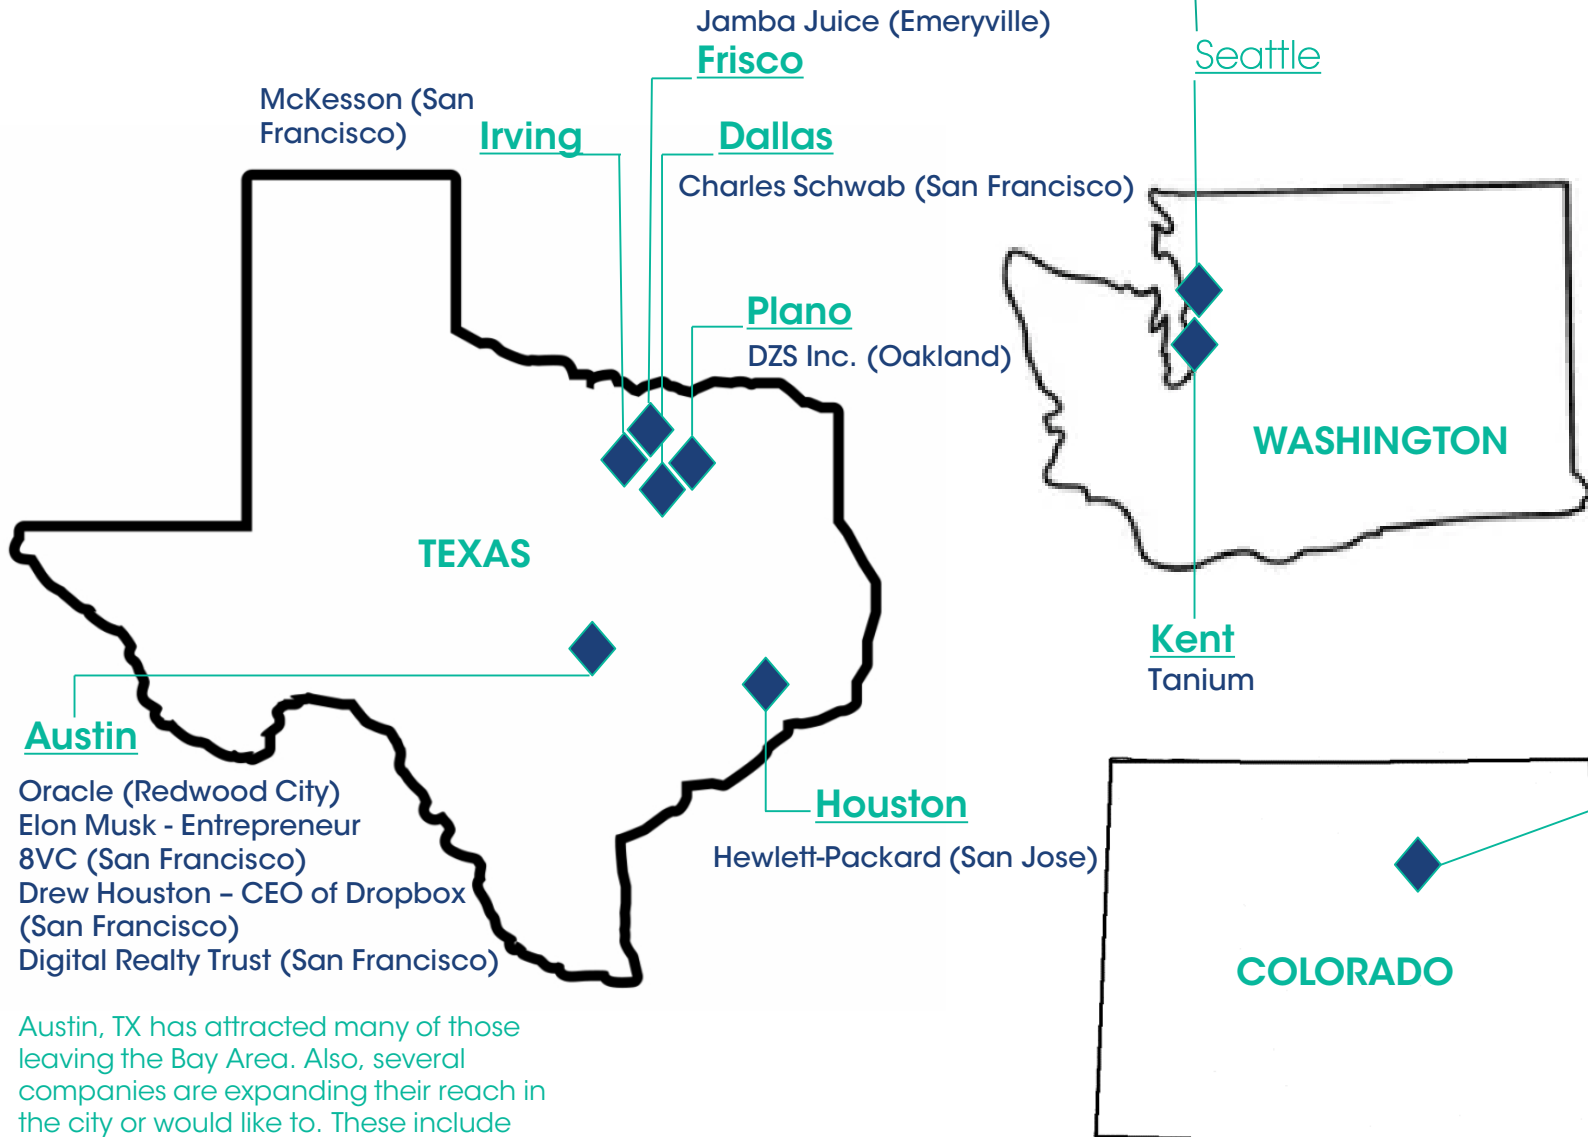 Jamba Juice (Emeryville)
Frisco
McKesson (San
Francisco)
Irving
Dallas
Charles Schwab (San Francisco)
Plano
DZS Inc. (Oakland)
TEXAS
Austin
Oracle (Redwood City)
Elon Musk - Entrepreneur
8VC (San Francisco)
Drew Houston – CEO of Dropbox
(San Francisco)
Digital Realty Trust (San Francisco)
Houston
Hewlett-Packard (San Jose)
Austin, TX has attracted many of those
leaving the Bay Area. Also, several
companies are expanding their reach in
the city or would like to. These include
Seattle
WASHINGTON
Kent
Tanium
COLORADO